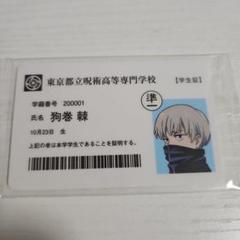 東京都立呪術高等専門学校
【学生証】
学籍番号 200001
準一
氏名 狗巻 棘
10月23日 生
上記の者は本学学生であることを証明する。